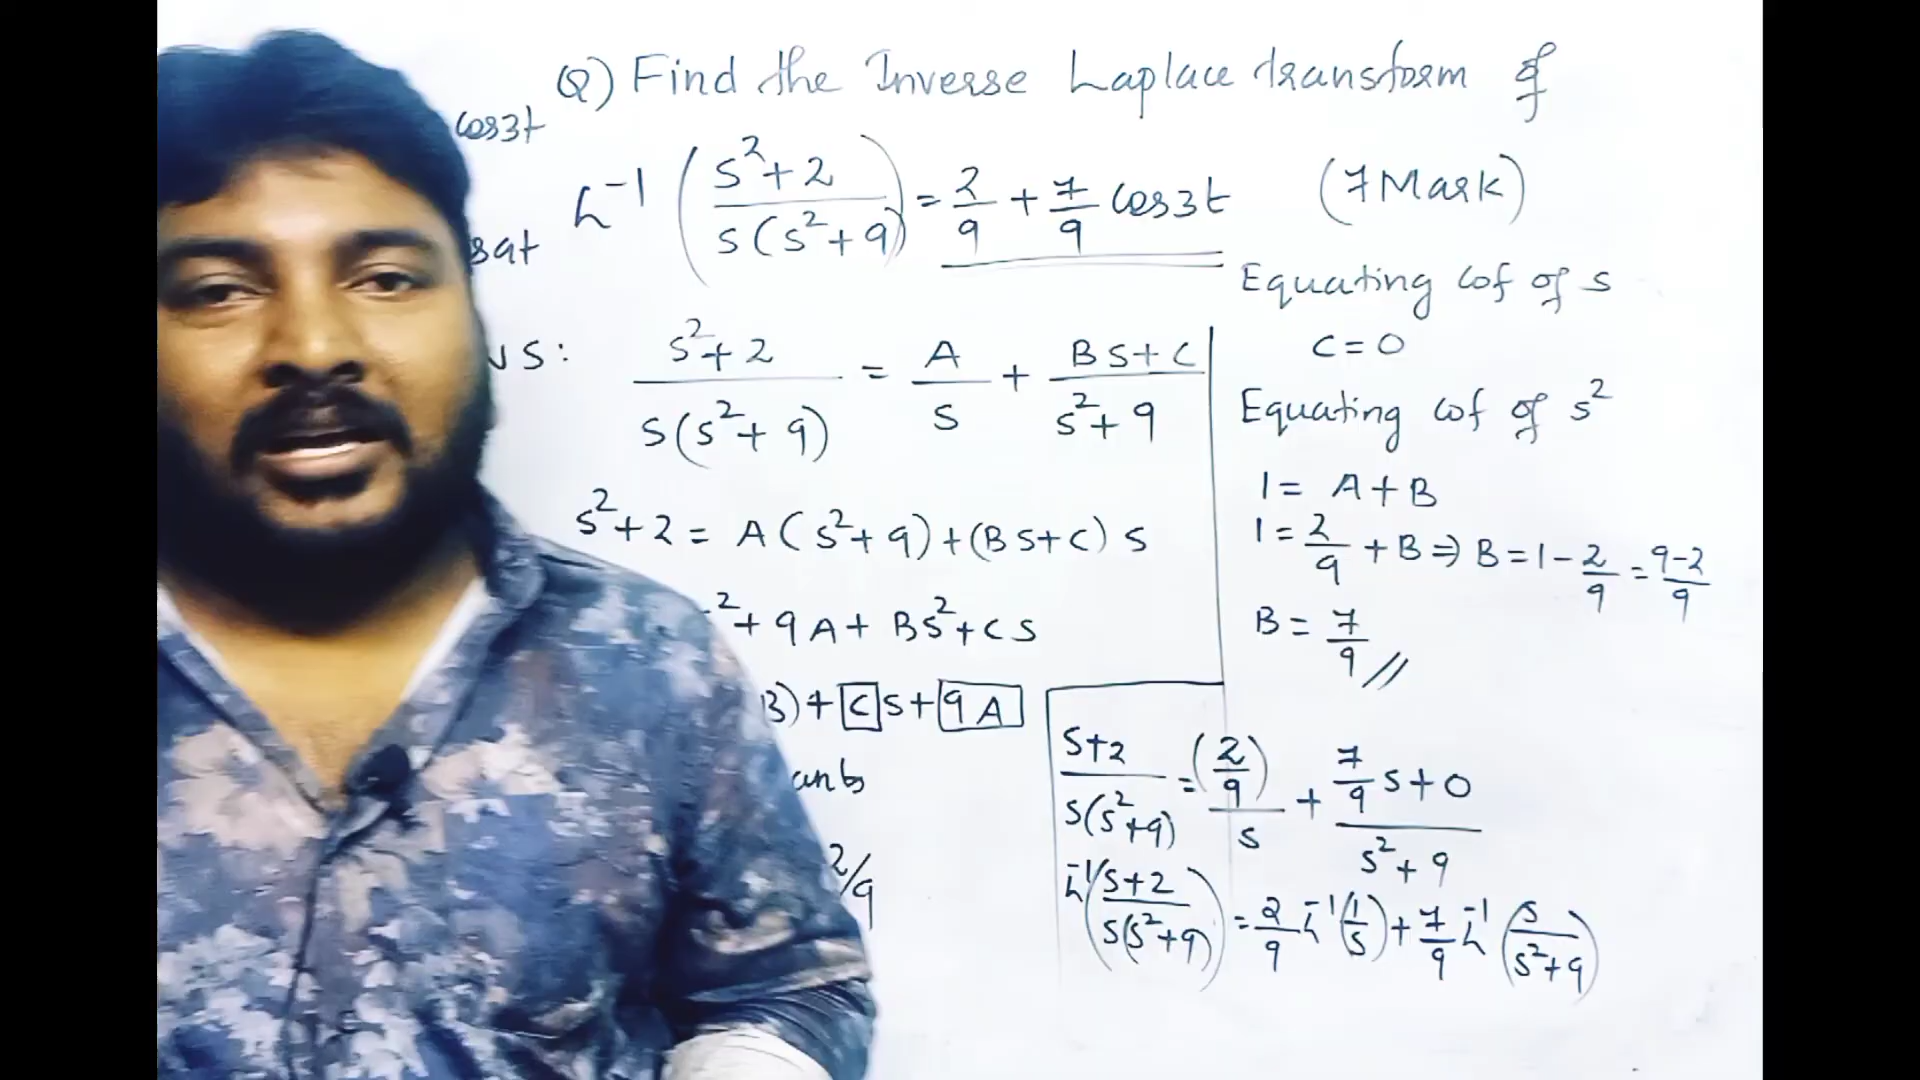 Q) Find the Inverse Laplace transform of
cos3t
L⁻¹ ( (s²+2) / (s(s²+9)) ) = 2/9 + 7/9 cos3t
(7 Mark)
sat
s: (s²+2) / (s(s²+9)) = A/s + (Bs+C) / (s²+9)
s²+2 = A(s²+9)+(Bs+C) s
²+ 9A + Bs²+Cs
B)+ C s+ 9A
2/9
Equating cof of s
C=0
Equating cof of s²
1= A+B
1= 2/9 +B ⇒ B=1- 2/9 = (9-2)/9
B= 7/9 //
(s+2) / (s(s²+9)) = (2/9) / s + (7/9 s+0) / (s²+9)
L⁻¹ ( (s+2) / (s(s²+9)) ) = 2/9 L⁻¹ (1/s) + 7/9 L⁻¹ ( s / (s²+9) )